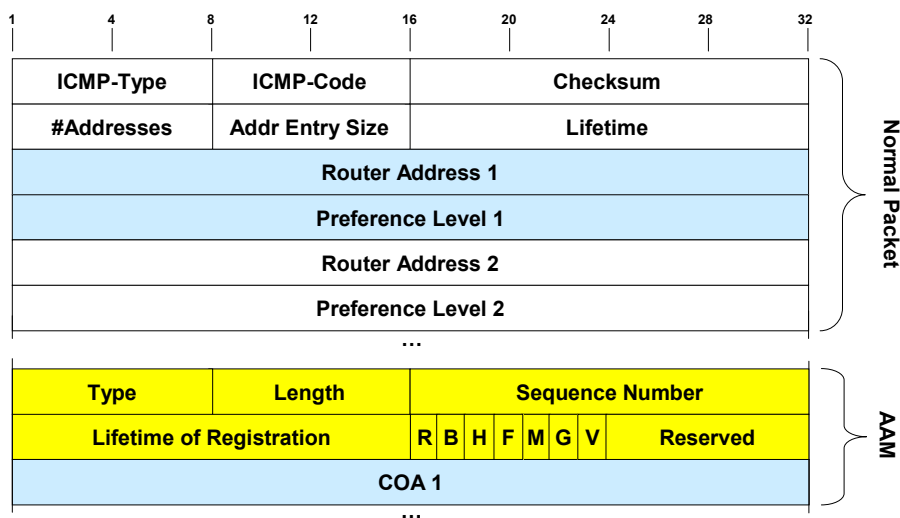 1 4 8 12 16 20 24 28 32
ICMP-Type ICMP-Code Checksum
#Addresses Addr Entry Size Lifetime
Router Address 1
Preference Level 1
Router Address 2
Preference Level 2
...
Normal Packet
Type Length Sequence Number
Lifetime of Registration R B H F M G V Reserved
COA 1
...
AAM